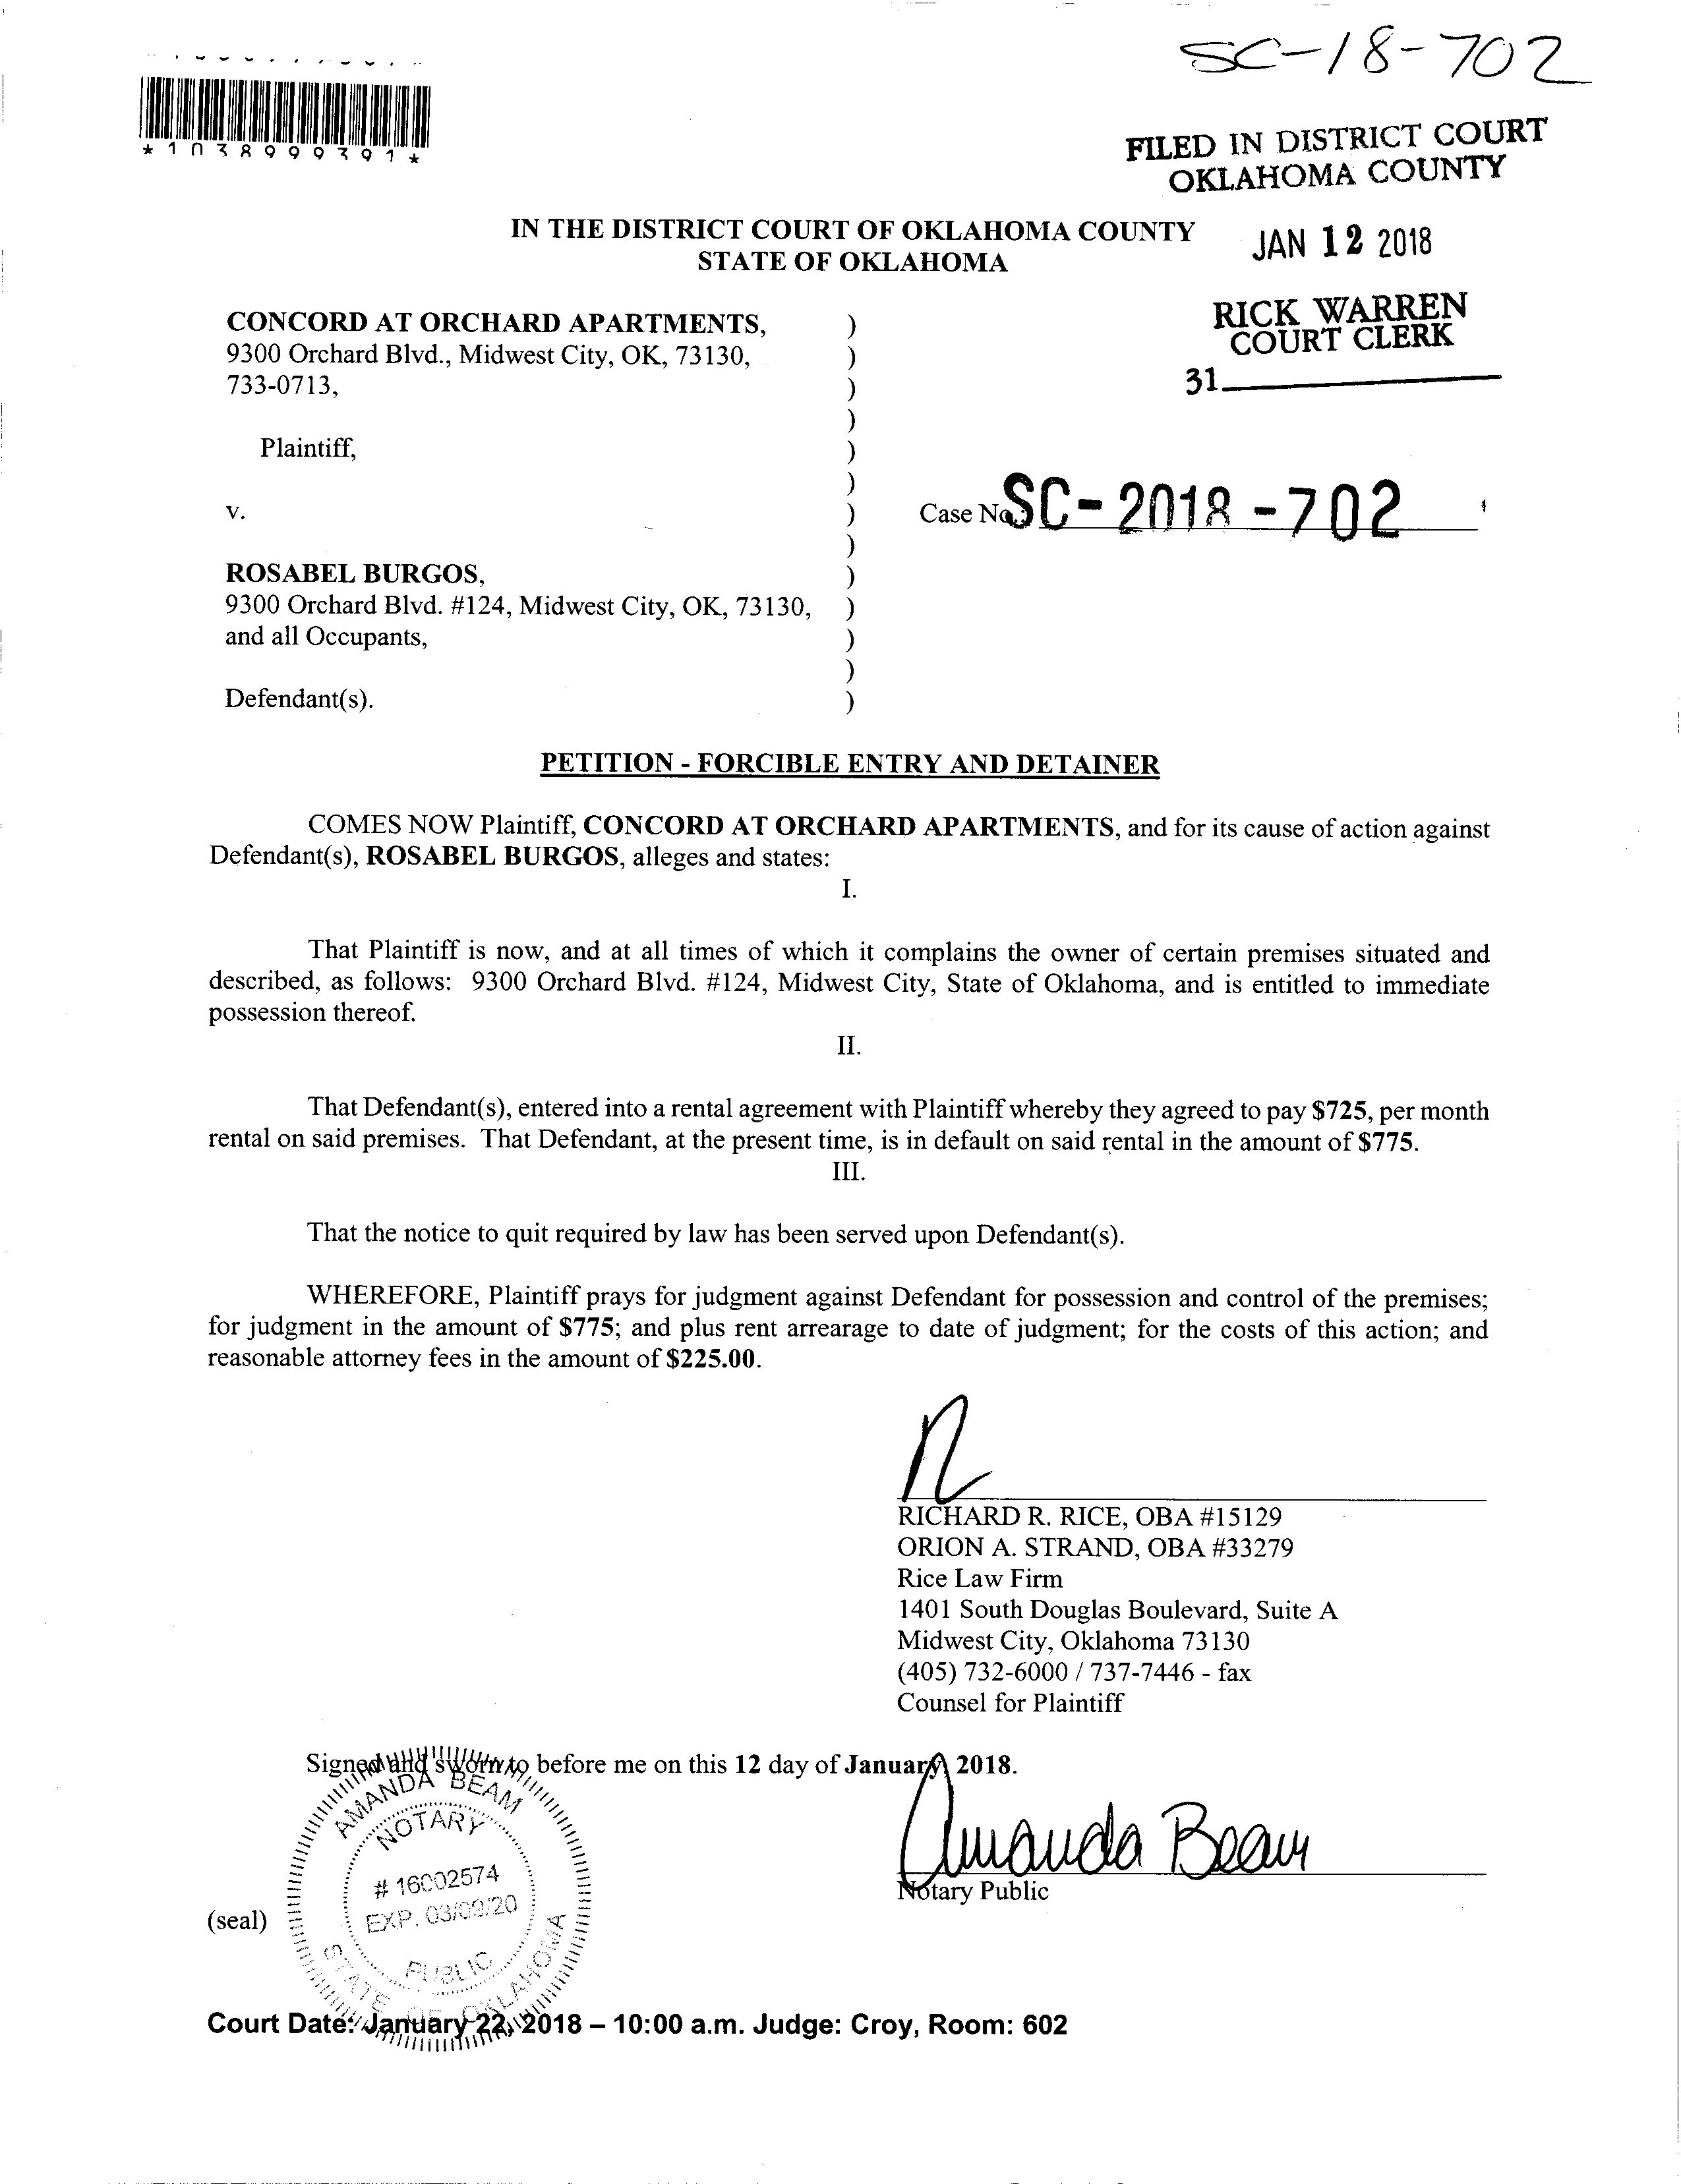 SC-18-702
*1038999391*
FILED IN DISTRICT COURT
OKLAHOMA COUNTY
IN THE DISTRICT COURT OF OKLAHOMA COUNTY
STATE OF OKLAHOMA
JAN 12 2018
RICK WARREN
COURT CLERK
31
CONCORD AT ORCHARD APARTMENTS, )
9300 Orchard Blvd., Midwest City, OK, 73130, )
733-0713, )
)
Plaintiff, )
)
v. ) Case No.: SC-2018-702
)
ROSABEL BURGOS, )
9300 Orchard Blvd. #124, Midwest City, OK, 73130, )
and all Occupants, )
)
Defendant(s). )
PETITION - FORCIBLE ENTRY AND DETAINER
COMES NOW Plaintiff, CONCORD AT ORCHARD APARTMENTS, and for its cause of action against
Defendant(s), ROSABEL BURGOS, alleges and states:
I.
That Plaintiff is now, and at all times of which it complains the owner of certain premises situated and
described, as follows: 9300 Orchard Blvd. #124, Midwest City, State of Oklahoma, and is entitled to immediate
possession thereof.
II.
That Defendant(s), entered into a rental agreement with Plaintiff whereby they agreed to pay $725, per month
rental on said premises. That Defendant, at the present time, is in default on said rental in the amount of $775.
III.
That the notice to quit required by law has been served upon Defendant(s).
WHEREFORE, Plaintiff prays for judgment against Defendant for possession and control of the premises;
for judgment in the amount of $775; and plus rent arrearage to date of judgment; for the costs of this action; and
reasonable attorney fees in the amount of $225.00.
RICHARD R. RICE, OBA #15129
ORION A. STRAND, OBA #33279
Rice Law Firm
1401 South Douglas Boulevard, Suite A
Midwest City, Oklahoma 73130
(405) 732-6000 / 737-7446 - fax
Counsel for Plaintiff
Signed and sworn to before me on this 12 day of January, 2018.
Amanda Beam
Notary Public
AMANDA BEAM
NOTARY
# 16002574
EXP. 03/09/20
PUBLIC
STATE OF OKLAHOMA
(seal)
Court Date: January 22, 2018 – 10:00 a.m. Judge: Croy, Room: 602